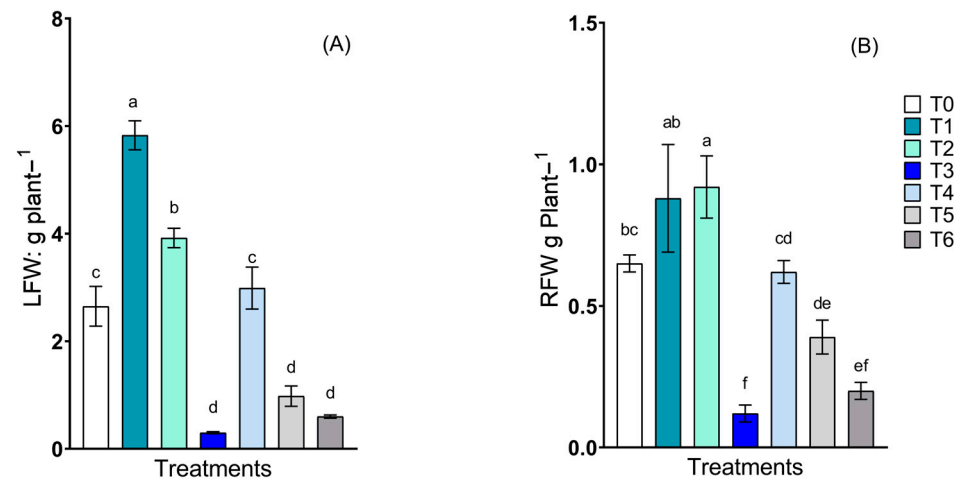 (A)
LFW: g plant−1
8
6
4
2
0
c
a
b
d
c
d
d
Treatments
(B)
RFW g Plant−1
1.5
1.0
0.5
0.0
bc
ab
a
f
cd
de
ef
Treatments
T0
T1
T2
T3
T4
T5
T6